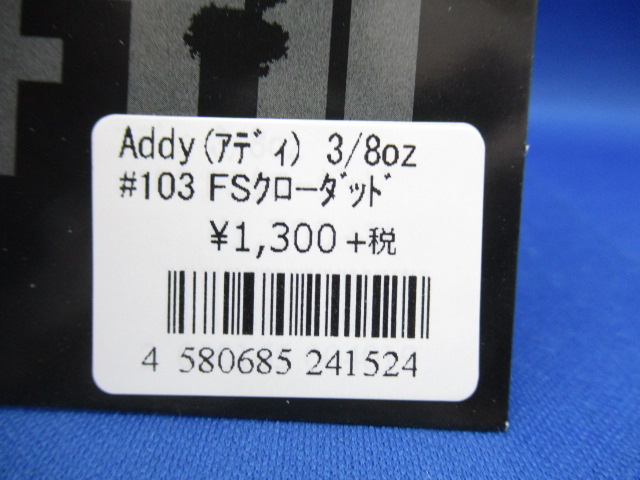 Addy(ｱﾃﾞｨ) 3/8oz
#103 FSｸﾛｰﾀﾞｯﾄﾞ
¥1,300+税
4 580685 241524